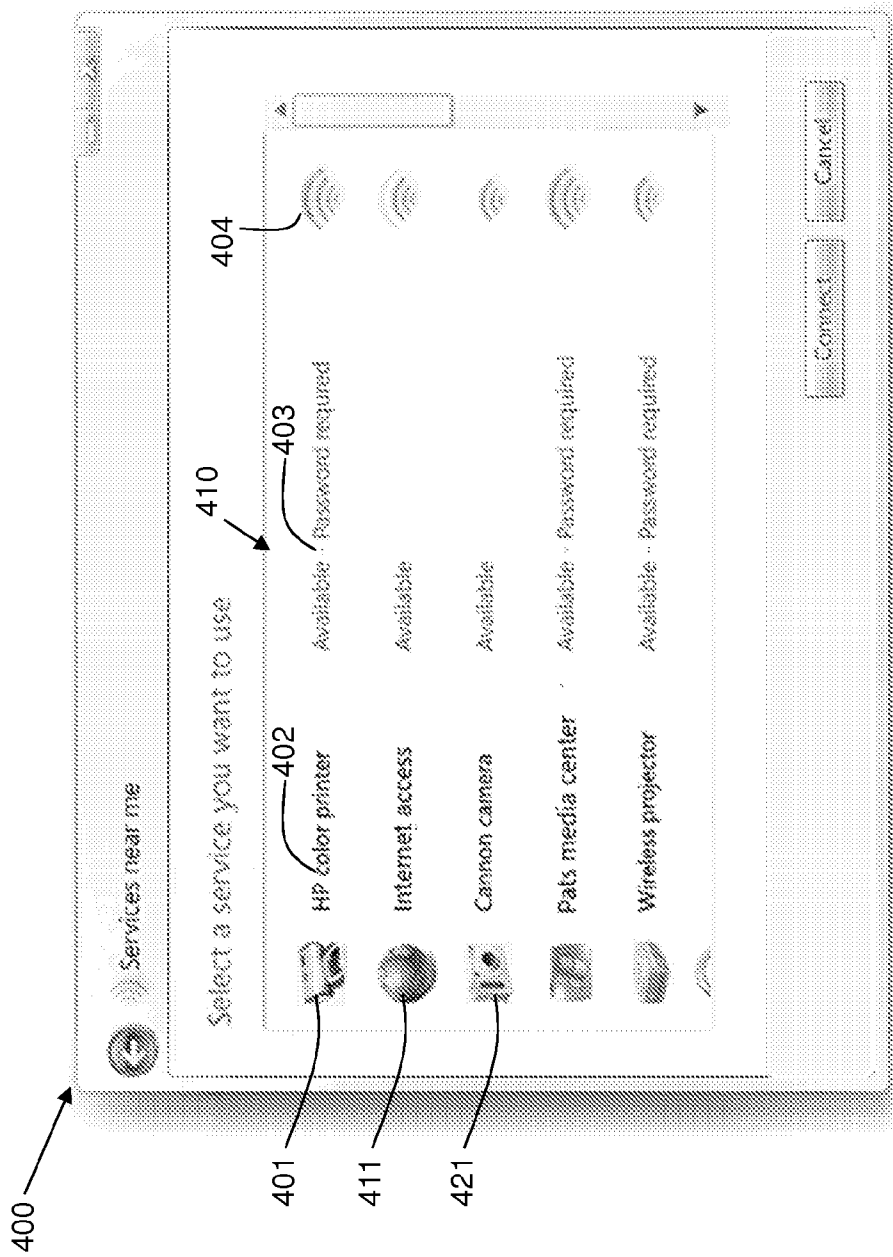 400
Services near me
Select a service you want to use
410
402
403
404
401
HP color printer
Available - Password required
411
Internet access
Available
421
Cannon camera
Available
Pats media center
Available - Password required
Wireless projector
Available - Password required
Connect
Cancel